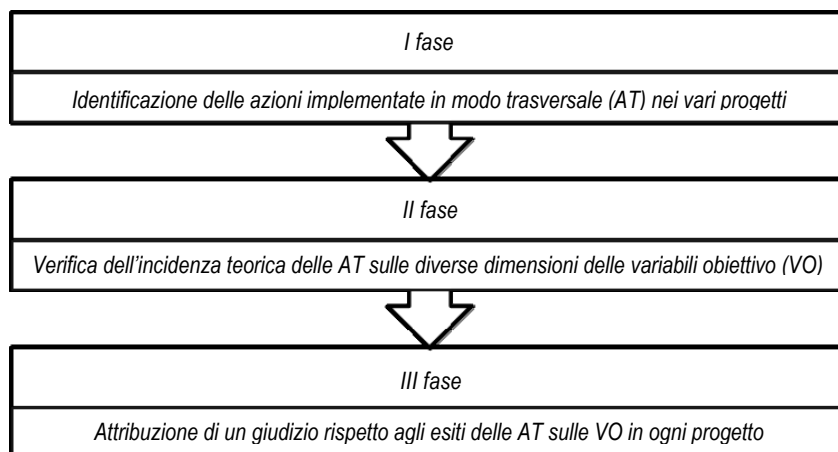 I fase
Identificazione delle azioni implementate in modo trasversale (AT) nei vari progetti
II fase
Verifica dell'incidenza teorica delle AT sulle diverse dimensioni delle variabili obiettivo (VO)
III fase
Attribuzione di un giudizio rispetto agli esiti delle AT sulle VO in ogni progetto